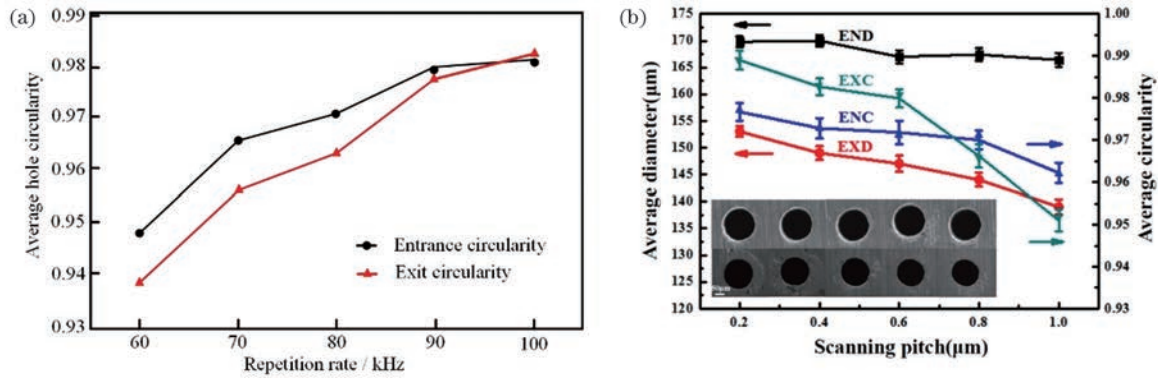 (a)
0.99
0.98
0.97
0.96
0.95
0.94
0.93
Average hole circularity
60
70
80
90
100
Repetition rate / kHz
Entrance circularity
Exit circularity
(b)
175
170
165
160
155
150
145
140
135
130
125
120
Average diameter(μm)
END
EXC
ENC
EXD
1.00
0.99
0.98
0.97
0.96
0.95
0.94
0.93
Average circularity
0.2
0.4
0.6
0.8
1.0
Scanning pitch(μm)